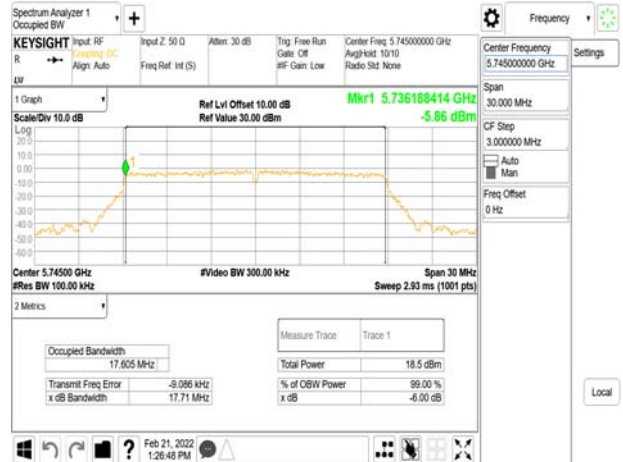 Spectrum Analyzer 1
Occupied BW
+
Frequency
KEYSIGHT
R
Input: RF
Coupling: DC
Align: Auto
Input Z: 50 Ω
Freq Ref: Int (S)
Atten: 30 dB
Trig: Free Run
Gate: Off
#IF Gain: Low
Center Freq: 5.745000000 GHz
Avg|Hold: 10/10
Radio Std: None
Center Frequency
5.745000000 GHz
Settings
Span
30.000 MHz
CF Step
3.000000 MHz
Auto
Man
Freq Offset
0 Hz
Local
1 Graph
Scale/Div 10.0 dB
Ref Lvl Offset 10.00 dB
Ref Value 30.00 dBm
Mkr1 5.736188414 GHz
-5.86 dBm
Log
20.0
10.0
0.00
-10.0
-20.0
-30.0
-40.0
-50.0
-60.0
1
Center 5.74500 GHz
#Res BW 100.00 kHz
#Video BW 300.00 kHz
Span 30 MHz
Sweep 2.93 ms (1001 pts)
2 Metrics
Measure Trace Trace 1
Occupied Bandwidth
17.605 MHz
Total Power 18.5 dBm
Transmit Freq Error -9.086 kHz
% of OBW Power 99.00 %
x dB Bandwidth 17.71 MHz
x dB -6.00 dB
?
Feb 21, 2022
1:26:48 PM